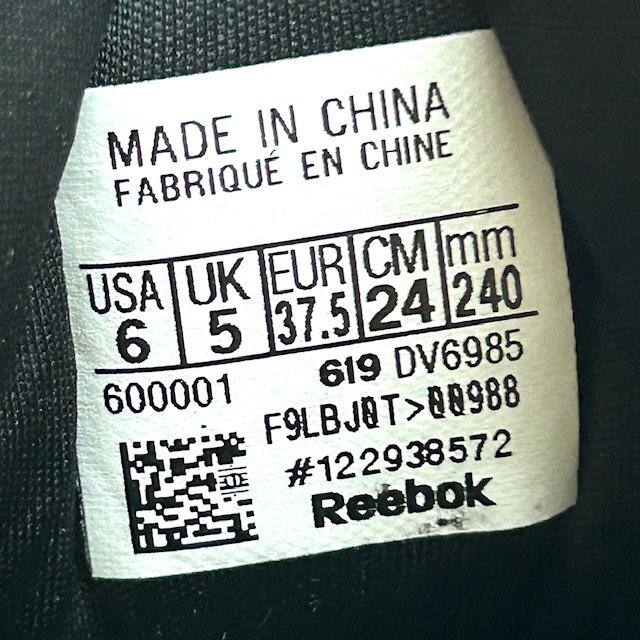 MADE IN CHINA
FABRIQUÉ EN CHINE
USA UK EUR CM mm
6 5 37.5 24 240
600001 619 DV6985
F9LBJ0T>00988
#122938572
Reebok